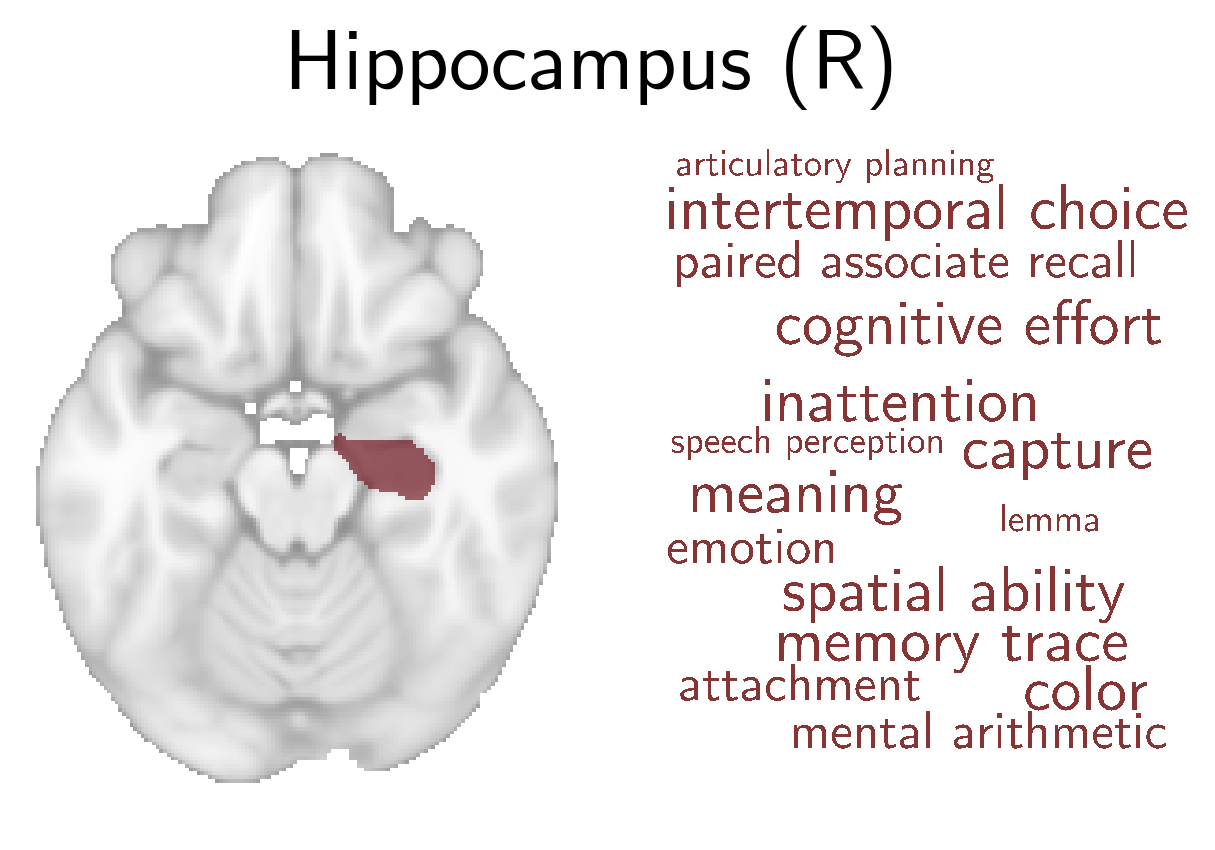 Hippocampus (R)
articulatory planning
intertemporal choice
paired associate recall
cognitive effort
inattention
speech perception
capture
meaning
lemma
emotion
spatial ability
memory trace
attachment
color
mental arithmetic